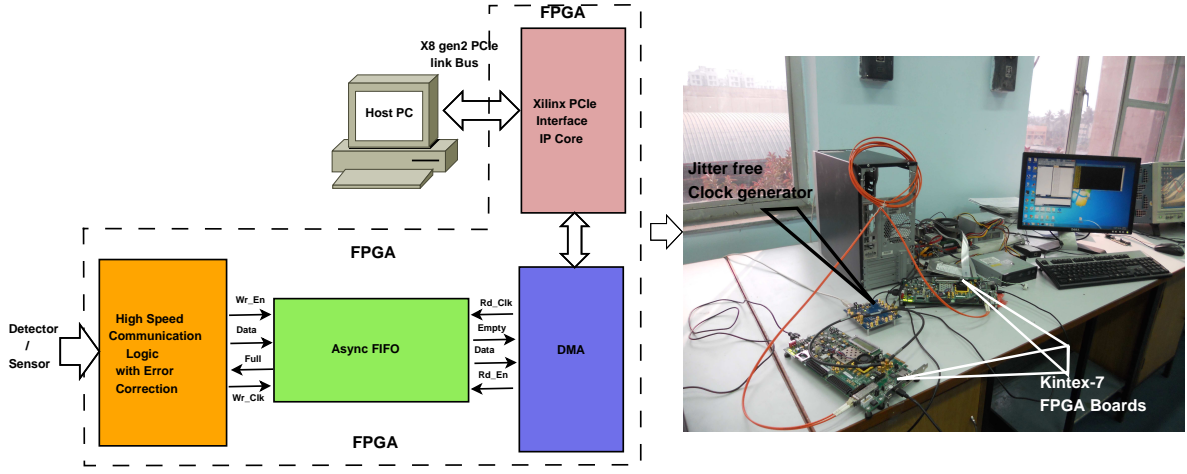 FPGA
X8 gen2 PCIe
link Bus
Host PC
Xilinx PCIe
Interface
IP Core
FPGA
Detector
/
Sensor
High Speed
Communication
Logic
with Error
Correction
Wr_En
Data
Full
Wr_Clk
Async FIFO
Rd_Clk
Empty
Data
Rd_En
DMA
FPGA
Jitter free
Clock generator
Kintex-7
FPGA Boards